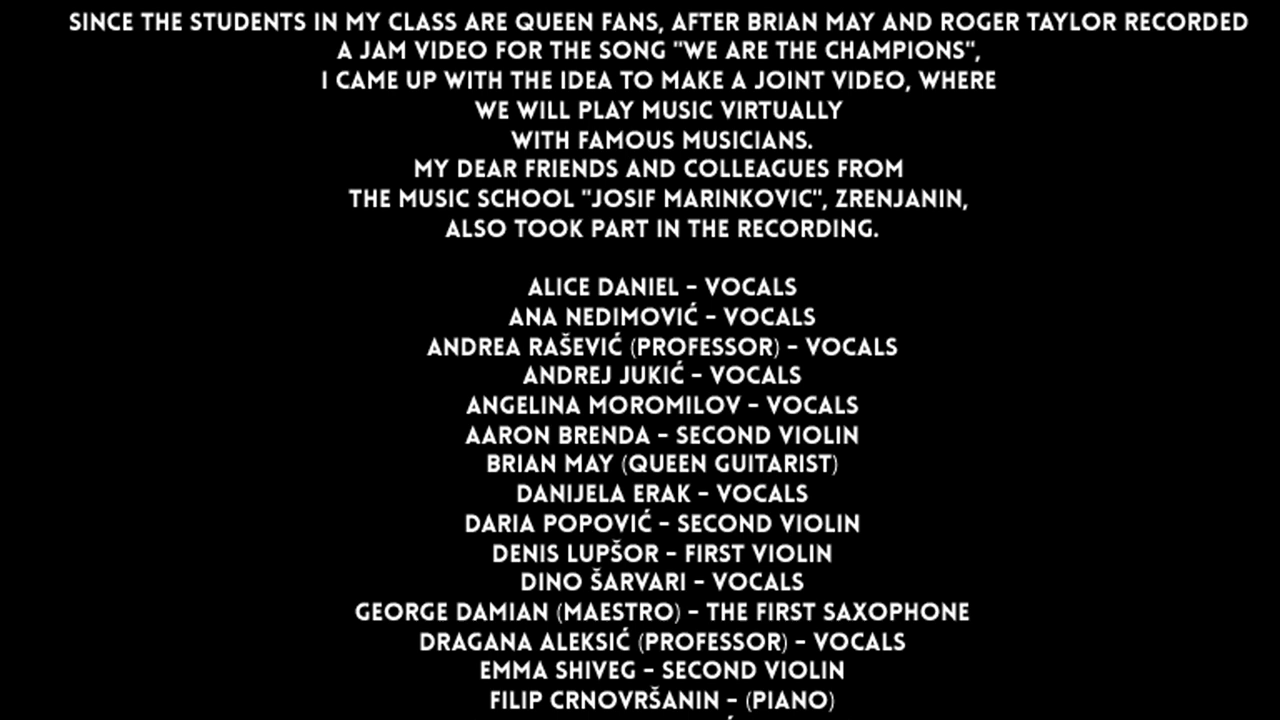 SINCE THE STUDENTS IN MY CLASS ARE QUEEN FANS, AFTER BRIAN MAY AND ROGER TAYLOR RECORDED
A JAM VIDEO FOR THE SONG "WE ARE THE CHAMPIONS",
I CAME UP WITH THE IDEA TO MAKE A JOINT VIDEO, WHERE
WE WILL PLAY MUSIC VIRTUALLY
WITH FAMOUS MUSICIANS.
MY DEAR FRIENDS AND COLLEAGUES FROM
THE MUSIC SCHOOL "JOSIF MARINKOVIC", ZRENJANIN,
ALSO TOOK PART IN THE RECORDING.
ALICE DANIEL - VOCALS
ANA NEDIMOVIĆ - VOCALS
ANDREA RAŠEVIĆ (PROFESSOR) - VOCALS
ANDREJ JUKIĆ - VOCALS
ANGELINA MOROMILOV - VOCALS
AARON BRENDA - SECOND VIOLIN
BRIAN MAY (QUEEN GUITARIST)
DANIJELA ERAK - VOCALS
DARIA POPOVIĆ - SECOND VIOLIN
DENIS LUPŠOR - FIRST VIOLIN
DINO ŠARVARI - VOCALS
GEORGE DAMIAN (MAESTRO) - THE FIRST SAXOPHONE
DRAGANA ALEKSIĆ (PROFESSOR) - VOCALS
EMMA SHIVEG - SECOND VIOLIN
FILIP CRNOVRŠANIN - (PIANO)